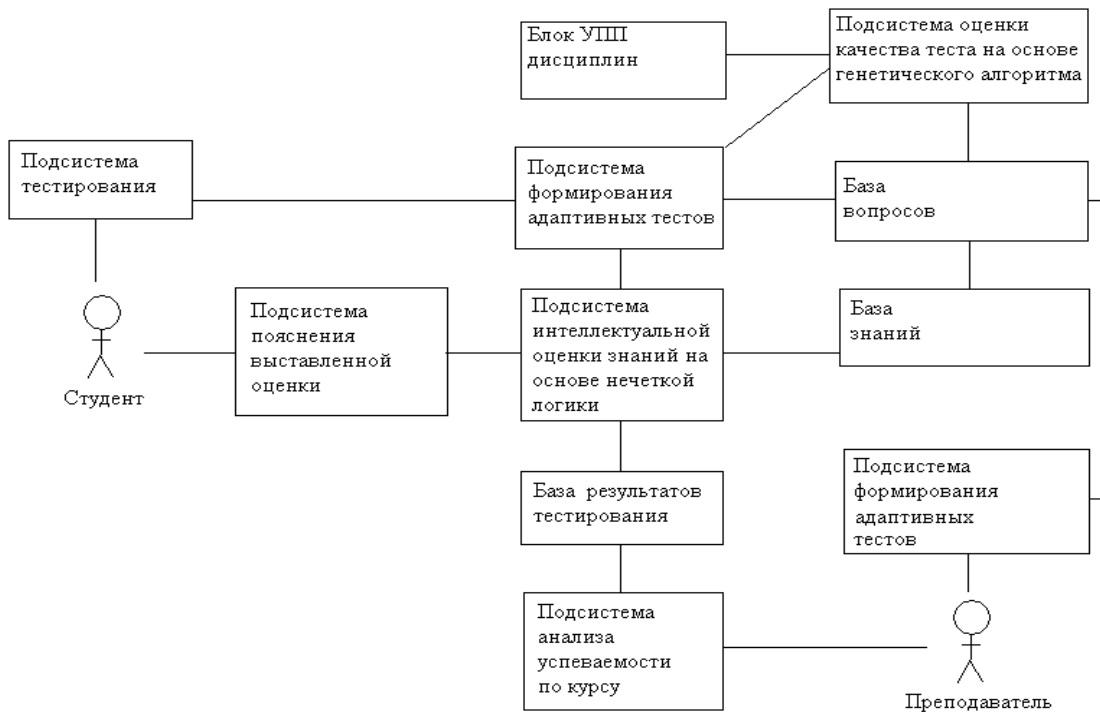 Блок УПП
дисциплин
Подсистема оценки
качества теста на основе
генетического алгоритма
Подсистема
тестирования
Подсистема
формирования
адаптивных тестов
База
вопросов
Подсистема
пояснения
выставленной
оценки
Подсистема
интеллектуальной
оценки знаний на
основе нечеткой
логики
База
знаний
Студент
База результатов
тестирования
Подсистема
формирования
адаптивных
тестов
Подсистема
анализа
успеваемости
по курсу
Преподаватель